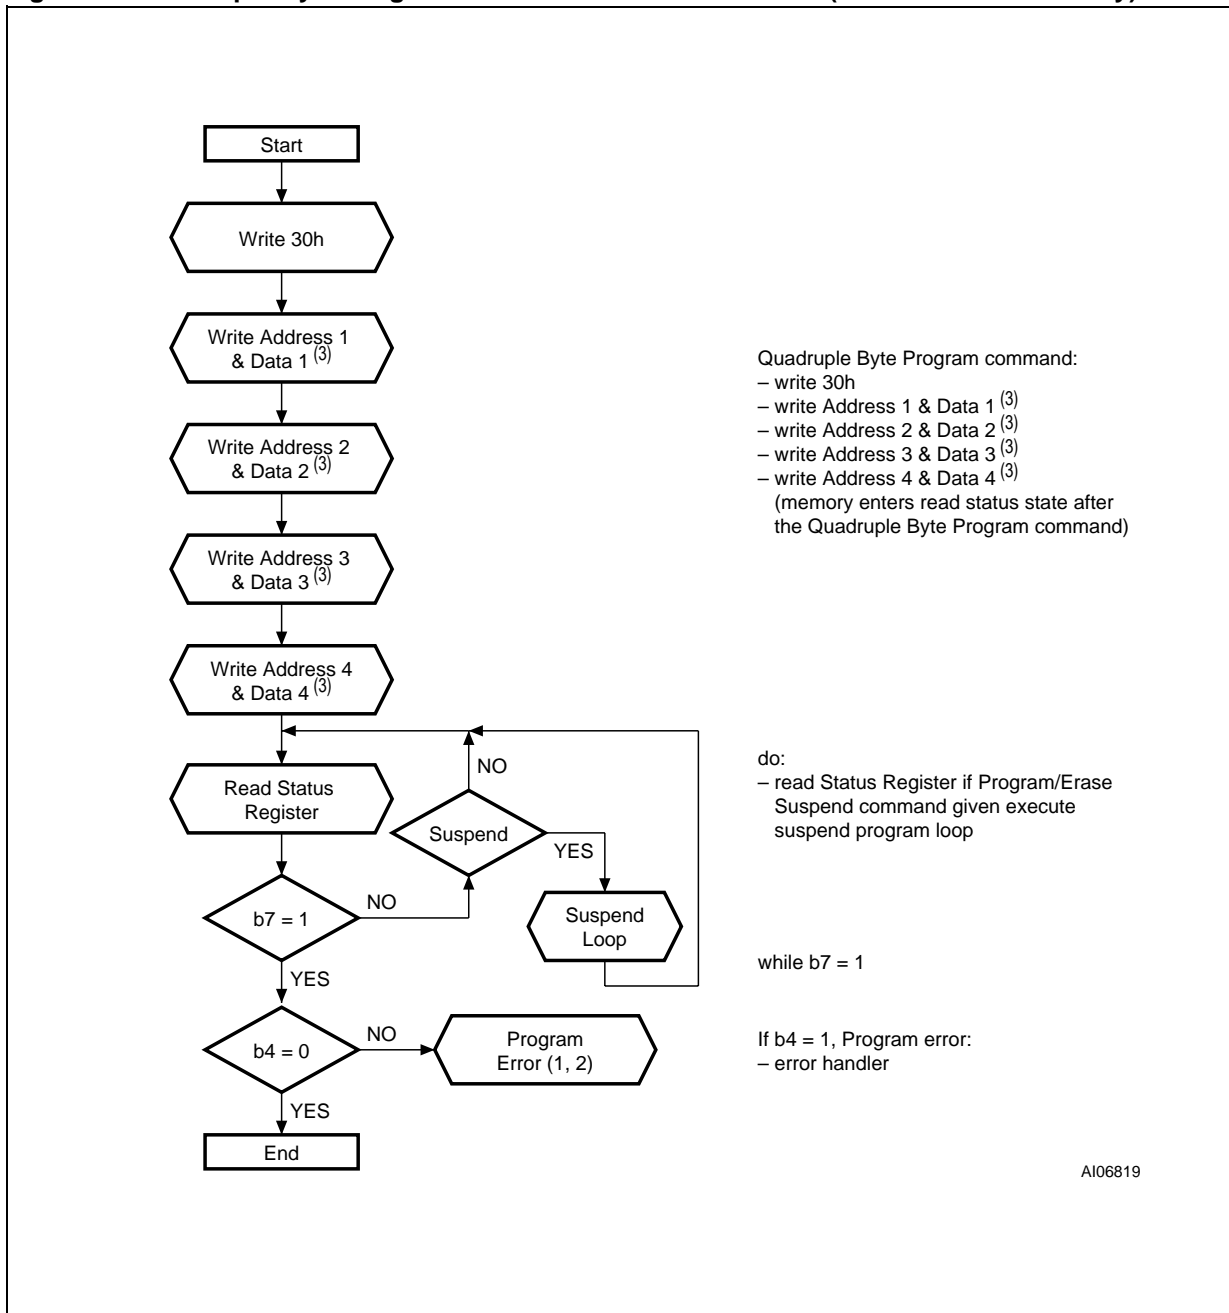 Start
Write 30h
Write Address 1
& Data 1 (3)
Write Address 2
& Data 2 (3)
Write Address 3
& Data 3 (3)
Write Address 4
& Data 4 (3)
Read Status
Register
NO
Suspend
YES
Suspend
Loop
b7 = 1
NO
YES
b4 = 0
NO
Program
Error (1, 2)
YES
End
Quadruple Byte Program command:
– write 30h
– write Address 1 & Data 1 (3)
– write Address 2 & Data 2 (3)
– write Address 3 & Data 3 (3)
– write Address 4 & Data 4 (3)
(memory enters read status state after
the Quadruple Byte Program command)
do:
– read Status Register if Program/Erase
Suspend command given execute
suspend program loop
while b7 = 1
If b4 = 1, Program error:
– error handler
AI06819